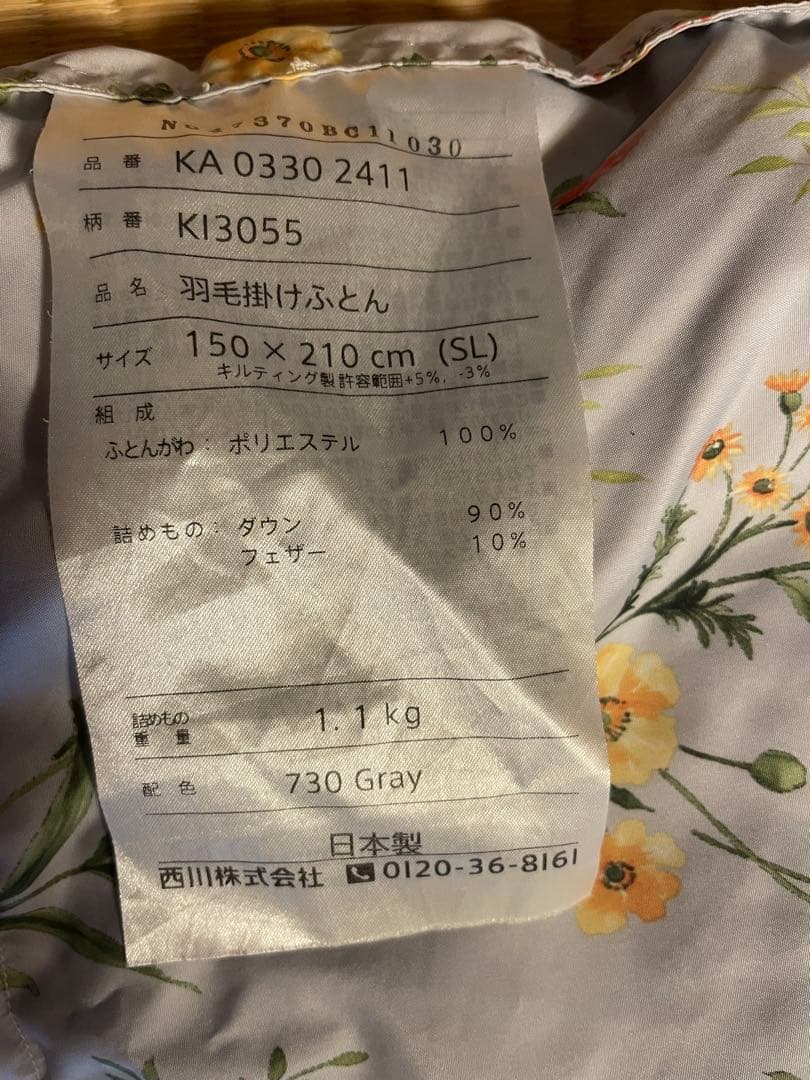 370BC11030
品番 KA 0330 2411
柄番 KI3055
品名 羽毛掛けふとん
サイズ 150 × 210 cm (SL)
キルティング製 許容範囲+5%, -3%
組成
ふとんがわ: ポリエステル 100%
詰めもの: ダウン 90%
フェザー 10%
詰めもの重量 1.1kg
配色 730 Gray
日本製
西川株式会社 0120-36-8161